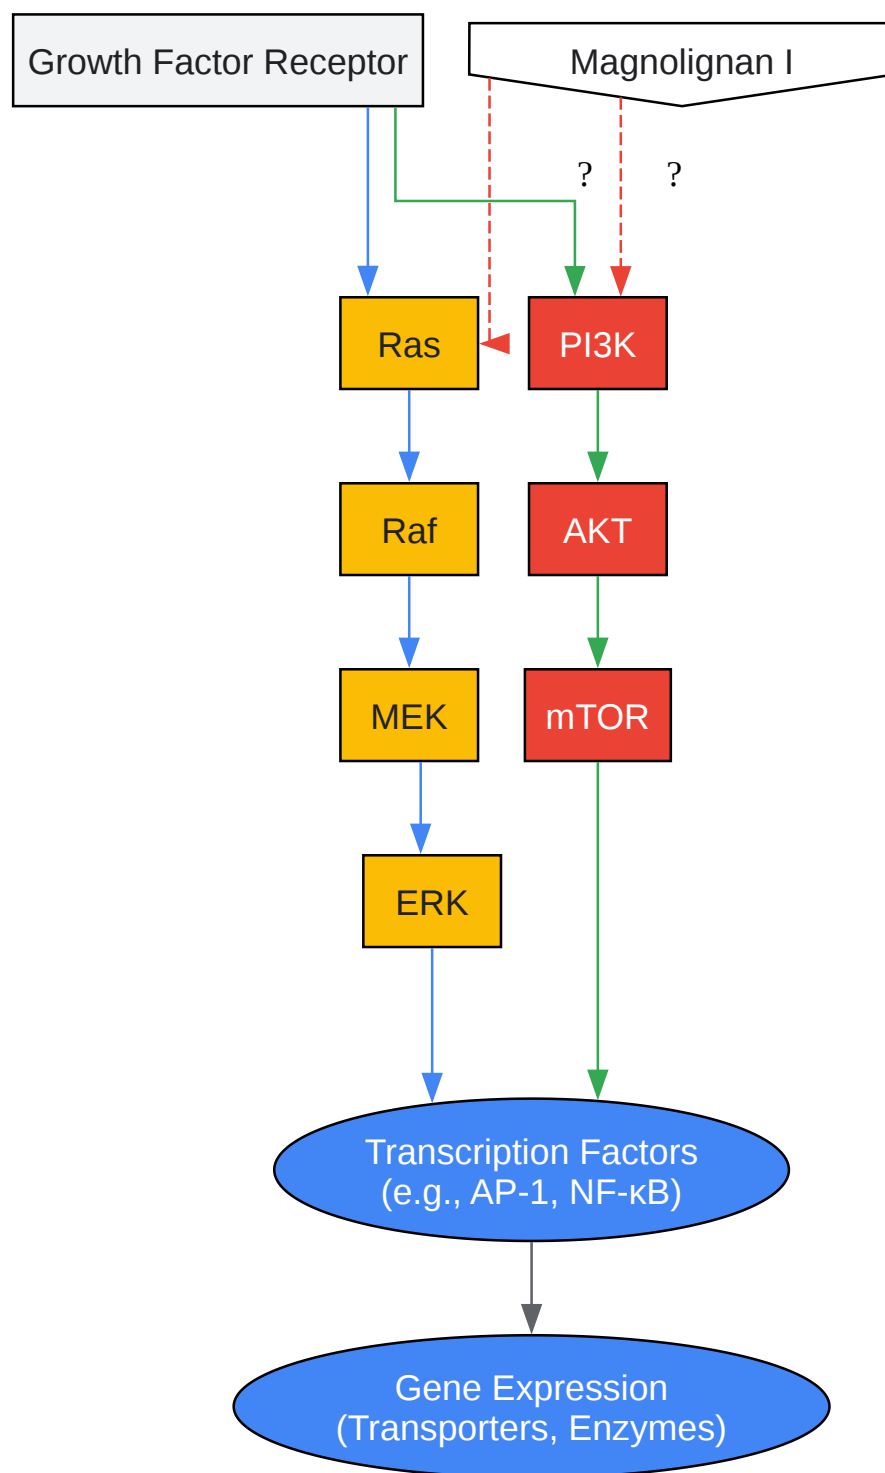 Growth Factor Receptor
Magnolignan I
?
?
Ras
PI3K
Raf
AKT
MEK
mTOR
ERK
Transcription Factors
(e.g., AP-1, NF-κB)
Gene Expression
(Transporters, Enzymes)